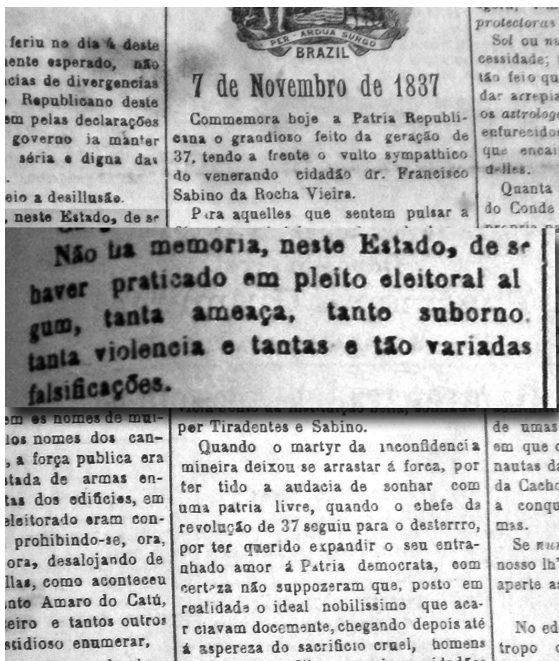 feriu no dia 4 deste
mente esperado, não
cias de divergencias
Republicano deste
em pelas declarações
governo ia manter
séria e digna das
eio a desillusão.
, neste Estado, de se
PER · ARDUA SURGO
BRAZIL
7 de Novembro de 1837
Commemora hoje a Patria Republi-
cana o grandioso feito da geração de
37, tendo a frente o vulto sympathico
do venerando cidadão dr. Francisco
Sabino da Rocha Vieira.
Para aquelles que sentem pulsar a
protectoras
Sol ou
cessidade;
tão feio qu
dar arrepia
os astrologo
enfurecidos
que encar
d-lles.
Quanta
do Conde
Não ha memoria, neste Estado, de se
haver praticado em pleito eleitoral al
gum, tanta ameaça, tanto suborno.
tanta violencia e tantas e tão variadas
falsificações.
em es nomes de mui-
los nomes dos can-
, a força publica era
tada de armas en-
tas dos edificios, em
eleitorado eram con-
prohibindo-se, ora,
ora, desalojando de
llas, como aconteceu
nto Amaro do Catú,
eiro e tantos outros
stidioso enumerar,
por Tiradentes e Sabino.
Quando o martyr da inconfidencia
mineira deixou se arrastar á forca, por
ter tido a audacia de sonhar com
uma patria livre, quando o chefe da
revolução de 37 seguiu para o desterrro,
por ter querido expandir o seu entra-
nhado amor á Patria democrata, com
certeza não suppozeram que, posto em
realidade o ideal nobilissimo que aca-
r ciavam docemente, chegando depois até
á aspereza do sacrificio cruel, homens
de umas
em que
nautas da
da Cacho
a conqu
mas.
Se
nosso lh'
aperte as
No ed
tropo